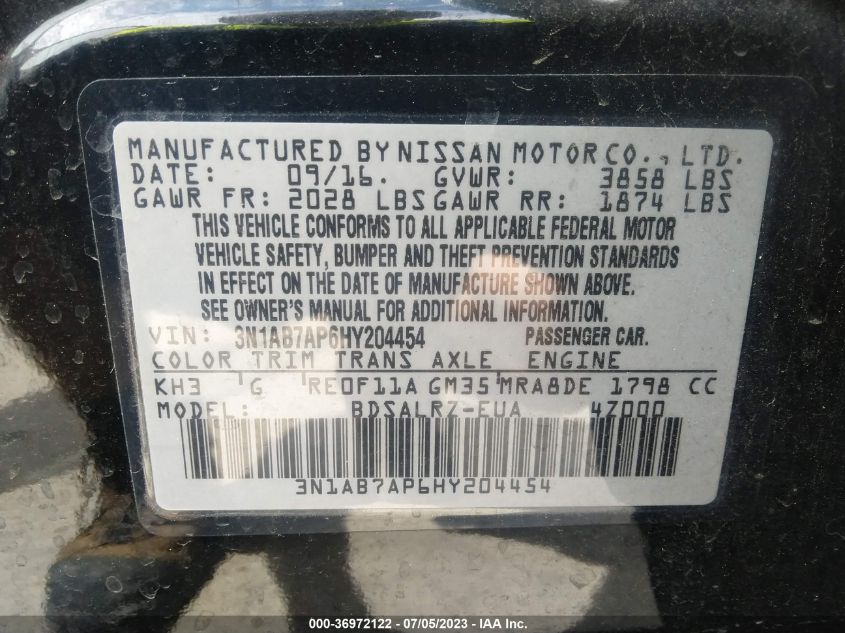 MANUFACTURED BY NISSAN MOTOR CO., LTD.
DATE: 09/16. GVWR: 3858 LBS
GAWR FR: 2028 LBS GAWR RR: 1874 LBS
THIS VEHICLE CONFORMS TO ALL APPLICABLE FEDERAL MOTOR
VEHICLE SAFETY, BUMPER AND THEFT PREVENTION STANDARDS
IN EFFECT ON THE DATE OF MANUFACTURE SHOWN ABOVE.
SEE OWNER'S MANUAL FOR ADDITIONAL INFORMATION.
VIN: 3N1AB7AP6HY204454 PASSENGER CAR.
COLOR TRIM TRANS AXLE ENGINE
KH3 ' G ' RE0F11A GM35 ' MRA8DE 1798 CC
MODEL: BDSALRZ-EUA 4Z000
3N1AB7AP6HY204454
000-36972122 - 07/05/2023 - IAA Inc.